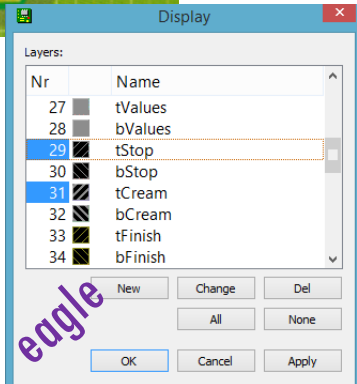 Display
Layers:
Nr Name
27 tValues
28 bValues
29 tStop
30 bStop
31 tCream
32 bCream
33 tFinish
34 bFinish
New Change Del
All None
eagle
OK Cancel Apply